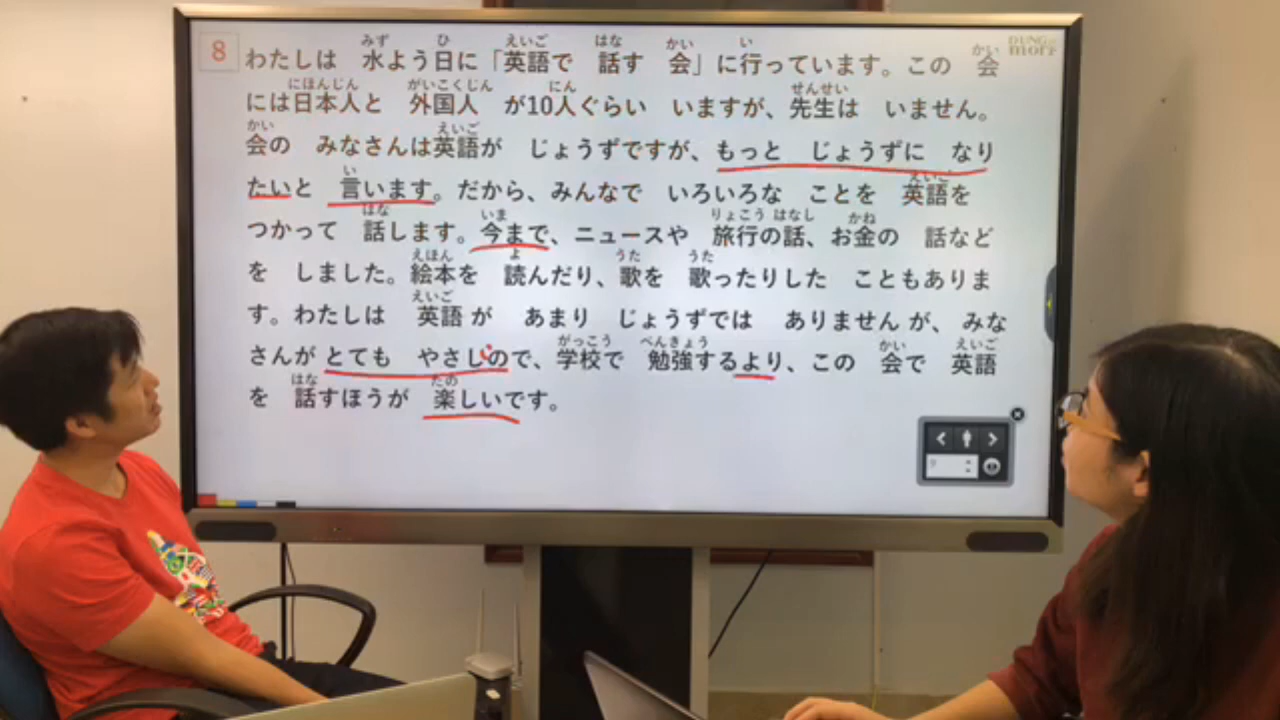 8
DUNG
mori
わたしは 水よう日に「英語で 話す 会」に行っています。この 会
には日本人と 外国人 が10人ぐらい いますが、先生は いません。
会の みなさんは英語が じょうずですが、もっと じょうずに なり
たいと 言います。だから、みんなで いろいろな ことを 英語を
つかって 話します。今まで、ニュースや 旅行の話、お金の 話など
を しました。絵本を 読んだり、歌を 歌ったりした こともありま
す。わたしは 英語 が あまり じょうずでは ありません が、みな
さんが とても やさしので、学校で 勉強するより、この 会で 英語
を 話すほうが 楽しいです。